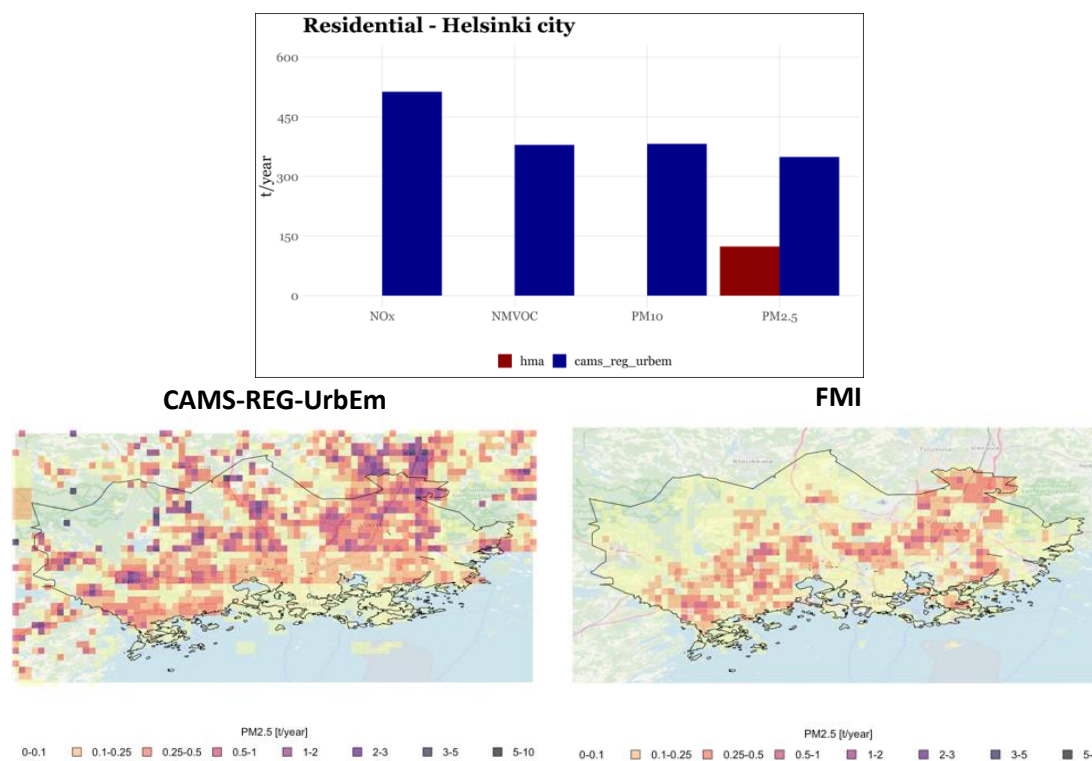 Residential - Helsinki city
t/year
600
450
300
150
0
NOx NMVOC PM10 PM2.5
hma cams_reg_urbem
CAMS-REG-UrbEm FMI
PM2.5 [t/year] PM2.5 [t/year]
0-0.1 0.1-0.25 0.25-0.5 0.5-1 1-2 2-3 3-5 5-10
0-0.1 0.1-0.25 0.25-0.5 0.5-1 1-2 2-3 3-5 5-